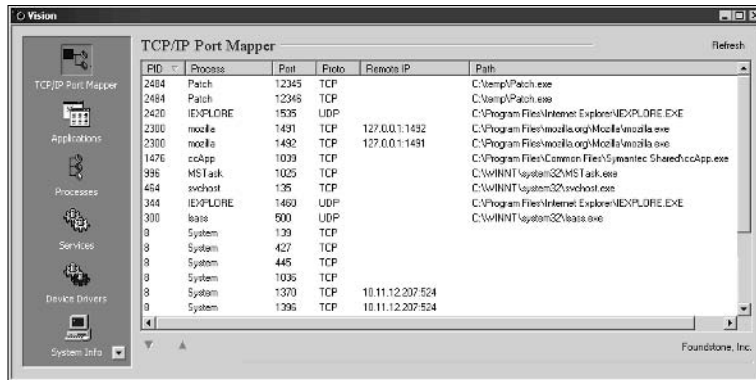 Vision
TCP/IP Port Mapper
Refresh
TCP/IP Port Mapper
Applications
Processes
Services
Device Drivers
System Info
PID Process Port Proto Remote IP Path
2484 Patch 12345 TCP C:\temp\Patch.exe
2484 Patch 12346 TCP C:\temp\Patch.exe
2420 IEXPLORE 1535 UDP C:\Program Files\Internet Explorer\IEXPLORE.EXE
2300 mozilla 1491 TCP 127.0.0.1:1492 C:\Program Files\mozilla.org\Mozilla\mozilla.exe
2300 mozilla 1492 TCP 127.0.0.1:1491 C:\Program Files\mozilla.org\Mozilla\mozilla.exe
1476 ccApp 1039 TCP C:\Program Files\Common Files\Symantec Shared\ccApp.exe
996 MSTask 1025 TCP C:\WINNT\system32\MSTask.exe
464 svchost 135 TCP C:\WINNT\system32\svchost.exe
344 IEXPLORE 1460 UDP C:\Program Files\Internet Explorer\IEXPLORE.EXE
300 lsass 500 UDP C:\WINNT\system32\lsass.exe
8 System 139 TCP
8 System 427 TCP
8 System 445 TCP
8 System 1036 TCP
8 System 1370 TCP 10.11.12.207:524
8 System 1396 TCP 10.11.12.207:524
Foundstone, Inc.